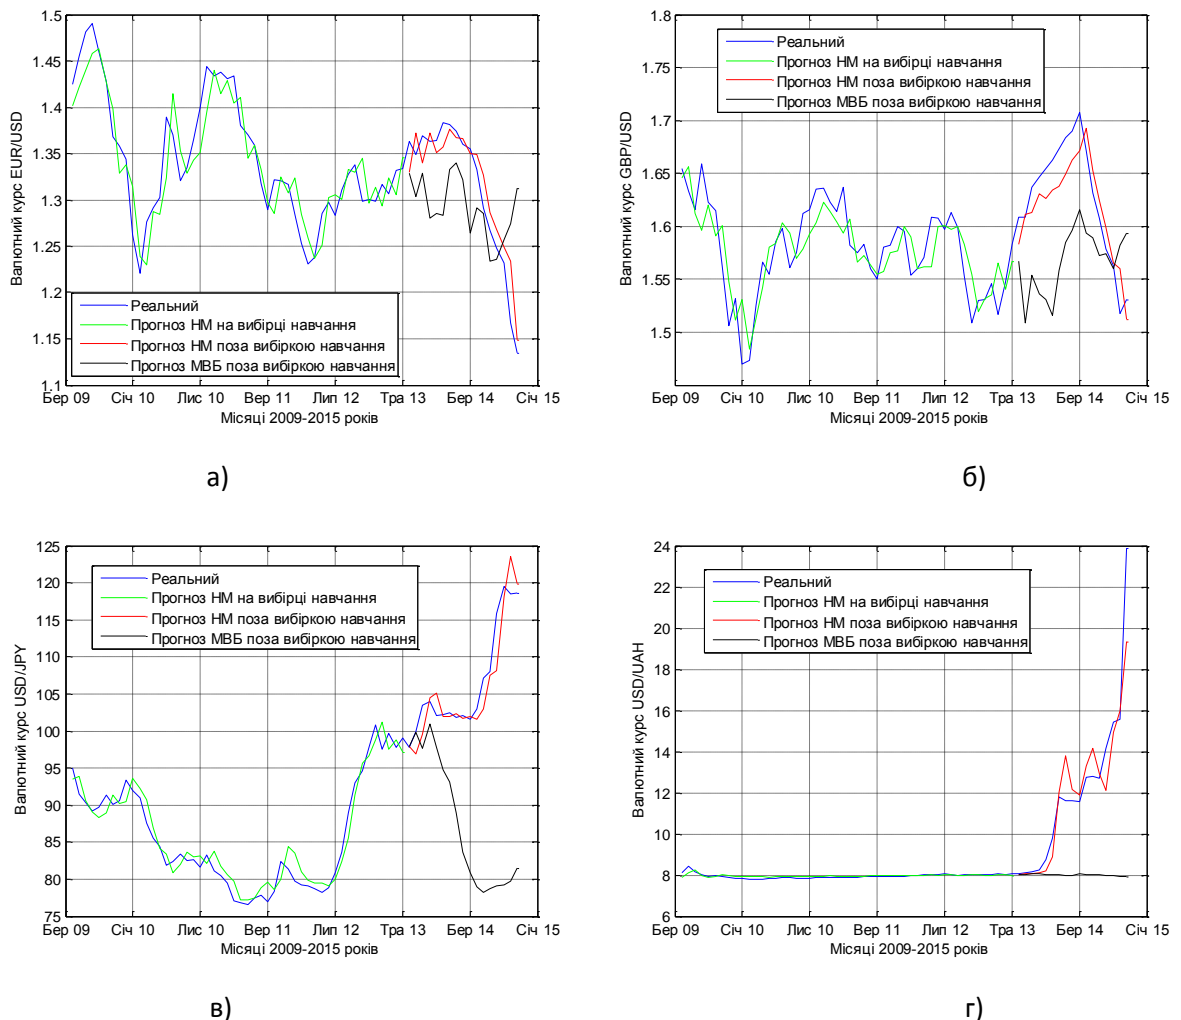 1.5
1.45
1.4
1.35
1.3
1.25
1.2
1.15
1.1
Валютний курс EUR/USD
Реальний
Прогноз НМ на вибірці навчання
Прогноз НМ поза вибіркою навчання
Прогноз МВБ поза вибіркою навчання
Бер 09 Січ 10 Лис 10 Вер 11 Лип 12 Тра 13 Бер 14 Січ 15
Місяці 2009-2015 років
а)
1.8
1.75
1.7
1.65
1.6
1.55
1.5
Валютний курс GBP/USD
Реальний
Прогноз НМ на вибірці навчання
Прогноз НМ поза вибіркою навчання
Прогноз МВБ поза вибіркою навчання
Бер 09 Січ 10 Лис 10 Вер 11 Лип 12 Тра 13 Бер 14 Січ 15
Місяці 2009-2015 років
б)
125
120
115
110
105
100
95
90
85
80
75
Валютний курс USD/JPY
Реальний
Прогноз НМ на вибірці навчання
Прогноз НМ поза вибіркою навчання
Прогноз МВБ поза вибіркою навчання
Бер 09 Січ 10 Лис 10 Вер 11 Лип 12 Тра 13 Бер 14 Січ 15
Місяці 2009-2015 років
в)
24
22
20
18
16
14
12
10
8
6
Валютний курс USD/UAH
Реальний
Прогноз НМ на вибірці навчання
Прогноз НМ поза вибіркою навчання
Прогноз МВБ поза вибіркою навчання
Бер 09 Січ 10 Лис 10 Вер 11 Лип 12 Тра 13 Бер 14 Січ 15
Місяці 2009-2015 років
г)